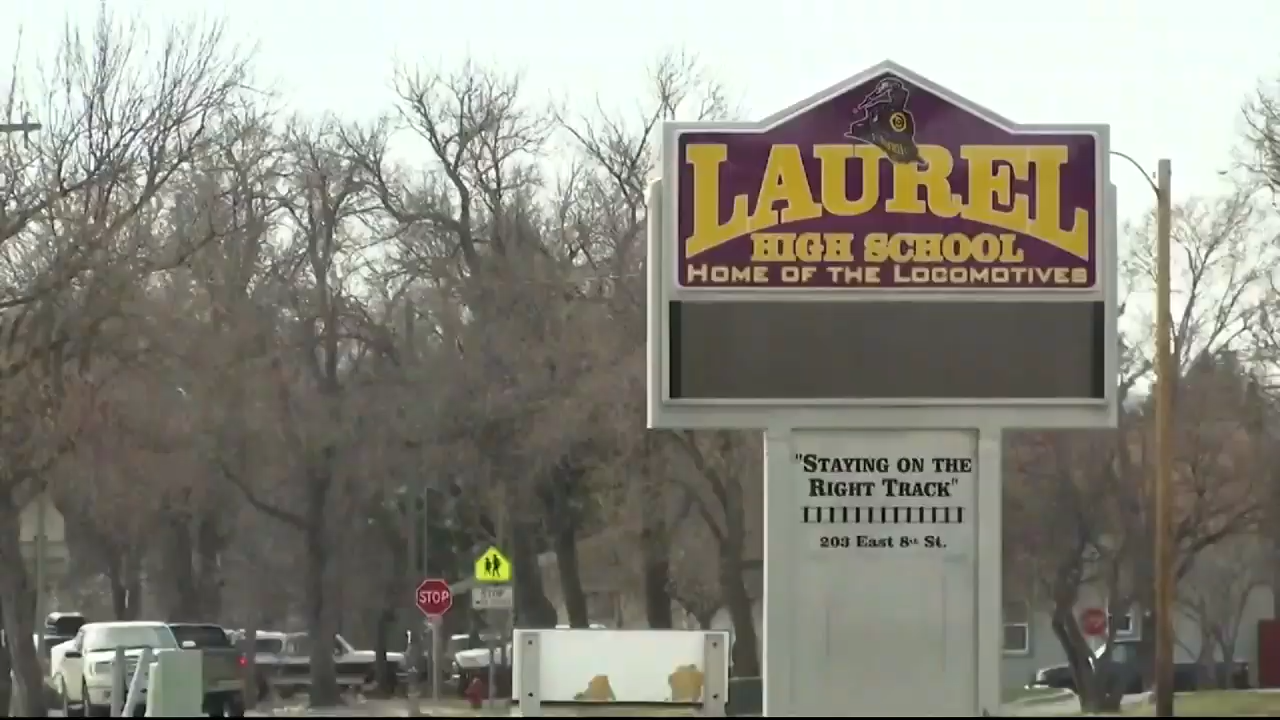 LAUREL
HIGH SCHOOL
HOME OF THE LOCOMOTIVES
"STAYING ON THE
RIGHT TRACK"
203 East 8th St.
STOP
STOP